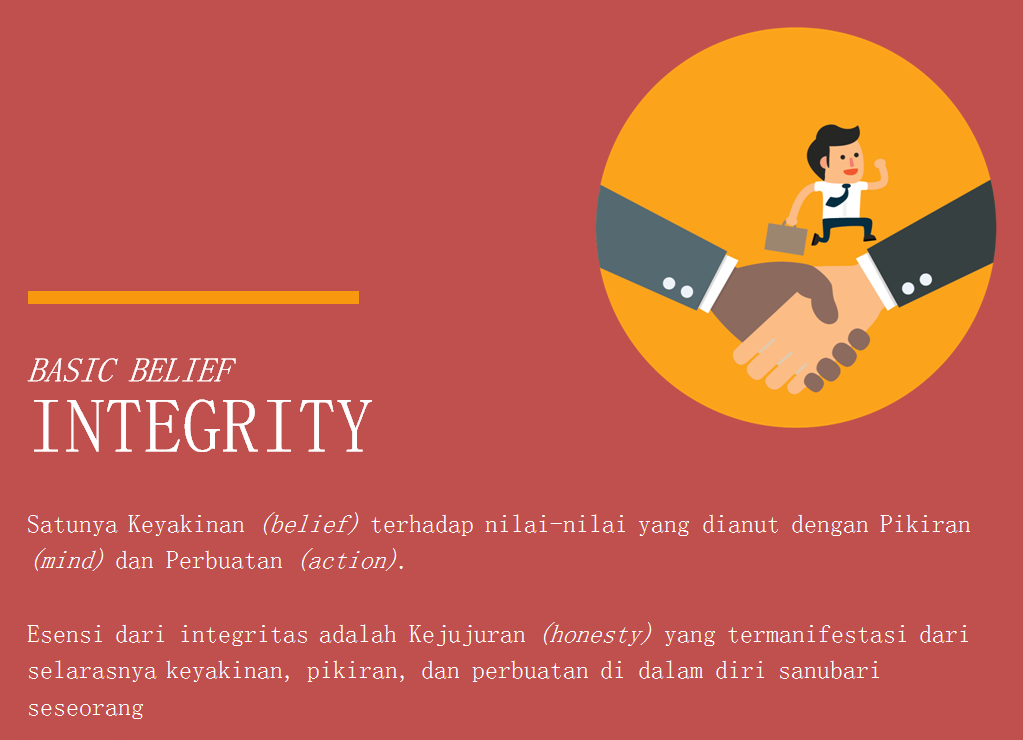 BASIC BELIEF
INTEGRITY
Satunya Keyakinan (belief) terhadap nilai-nilai yang dianut dengan Pikiran
(mind) dan Perbuatan (action).
Esensi dari integritas adalah Kejujuran (honesty) yang termanifestasi dari
selarasnya keyakinan, pikiran, dan perbuatan di dalam diri sanubari
seseorang